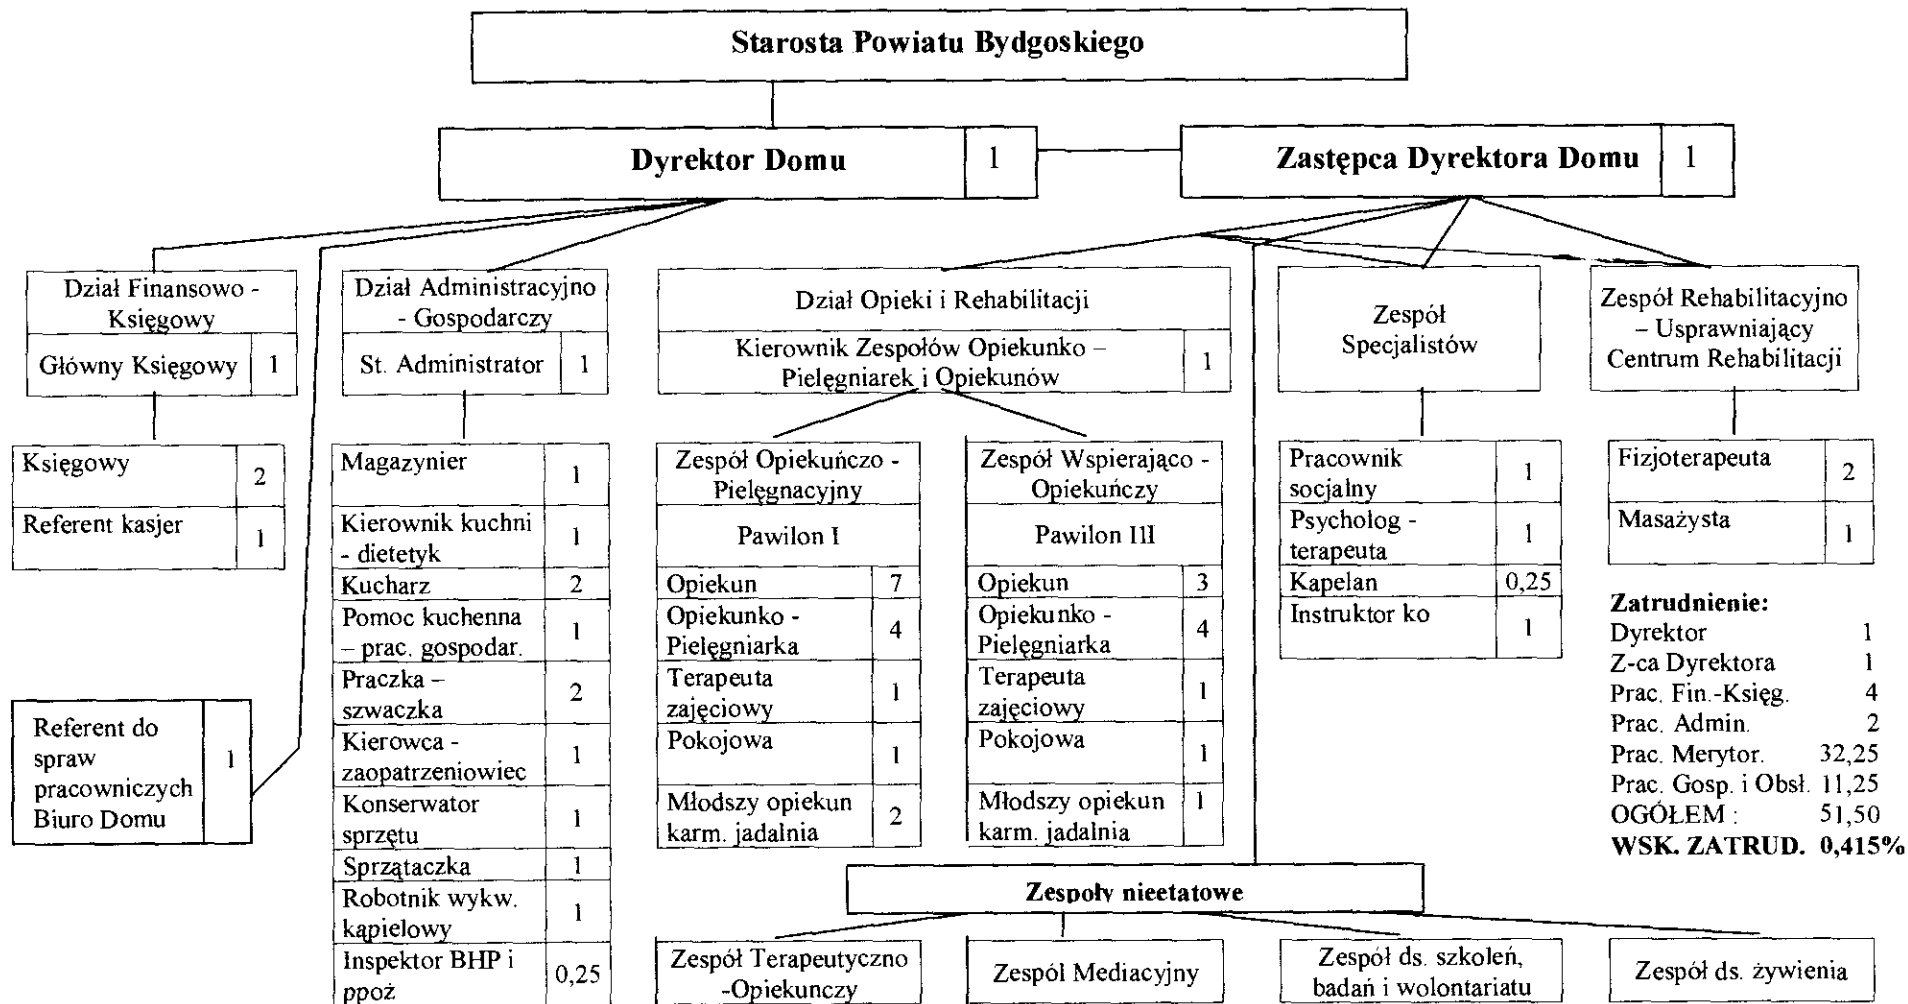 Starosta Powiatu Bydgoskiego
Dyrektor Domu 1
Zastępca Dyrektora Domu 1
Dział Finansowo -
Księgowy
Główny Księgowy 1
Księgowy 2
Referent kasjer 1
Referent do
spraw
pracowniczych
Biuro Domu
1
Dział Administracyjno
- Gospodarczy
St. Administrator 1
Magazynier 1
Kierownik kuchni
- dietetyk
1
Kucharz 2
Pomoc kuchenna
– prac. gospodar.
1
Praczka –
szwaczka
2
Kierowca -
zaopatrzeniowiec
1
Konserwator
sprzętu
1
Sprzątaczka 1
Robotnik wykw.
kąpielowy
1
Inspektor BHP i
ppoż
0,25
Dział Opieki i Rehabilitacji
Kierownik Zespołów Opiekunko –
Pielęgniarek i Opiekunów
1
Zespół Opiekuńczo -
Pielęgnacyjny
Pawilon I
Opiekun 7
Opiekunko -
Pielęgniarka
4
Terapeuta
zajęciowy
1
Pokojowa 1
Młodszy opiekun
karm. jadalnia
2
Zespół Wspierająco -
Opiekuńczy
Pawilon III
Opiekun 3
Opiekunko -
Pielęgniarka
4
Terapeuta
zajęciowy
1
Pokojowa 1
Młodszy opiekun
karm. jadalnia
1
Zespół
Specjalistów
Pracownik
socjalny
1
Psycholog -
terapeuta
1
Kapelan 0,25
Instruktor ko 1
Zespół Rehabilitacyjno
– Usprawniający
Centrum Rehabilitacji
Fizjoterapeuta 2
Masażysta 1
Zatrudnienie:
Dyrektor 1
Z-ca Dyrektora 1
Prac. Fin.-Księg. 4
Prac. Admin. 2
Prac. Merytor. 32,25
Prac. Gosp. i Obsł. 11,25
OGÓŁEM : 51,50
WSK. ZATRUD. 0,415%
Zespoły nieetatowe
Zespół Terapeutyczno
-Opiekunczy
Zespól Mediacyjny
Zespół ds. szkoleń,
badań i wolontariatu
Zespół ds. żywienia